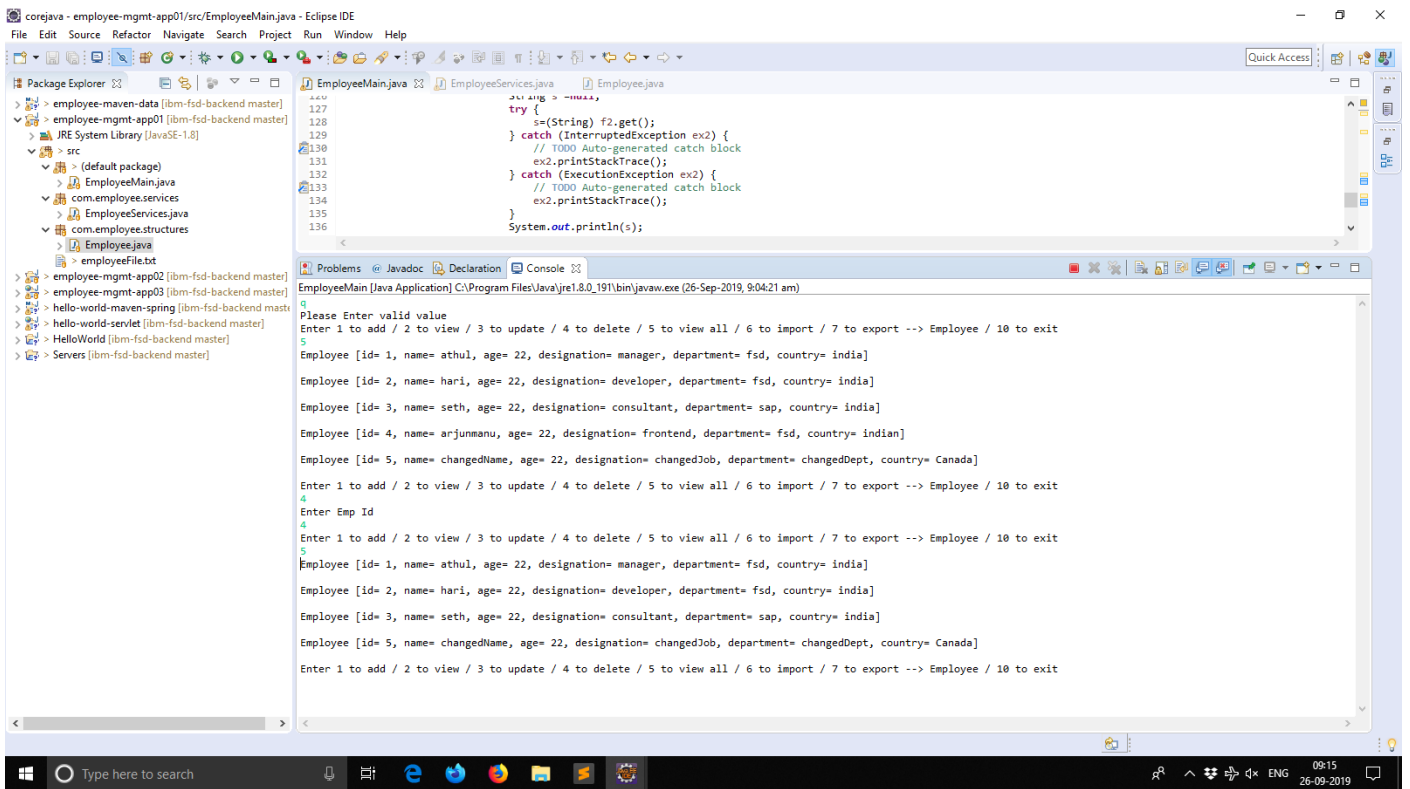 corejava - employee-mgmt-app01/src/EmployeeMain.java - Eclipse IDE
File Edit Source Refactor Navigate Search Project Run Window Help
Quick Access
Package Explorer
> employee-maven-data [ibm-fsd-backend master]
> employee-mgmt-app01 [ibm-fsd-backend master]
JRE System Library [JavaSE-1.8]
> src
> (default package)
> EmployeeMain.java
com.employee.services
> EmployeeServices.java
com.employee.structures
> Employee.java
> employeeFile.txt
> employee-mgmt-app02 [ibm-fsd-backend master]
> employee-mgmt-app03 [ibm-fsd-backend master]
> hello-world-maven-spring [ibm-fsd-backend maste
> hello-world-servlet [ibm-fsd-backend master]
> HelloWorld [ibm-fsd-backend master]
> Servers [ibm-fsd-backend master]
EmployeeMain.java EmployeeServices.java Employee.java
126 String s =null;
127 try {
128 s=(String) f2.get();
129 } catch (InterruptedException ex2) {
130 // TODO Auto-generated catch block
131 ex2.printStackTrace();
132 } catch (ExecutionException ex2) {
133 // TODO Auto-generated catch block
134 ex2.printStackTrace();
135 }
136 System.out.println(s);
Problems @ Javadoc Declaration Console
EmployeeMain [Java Application] C:\Program Files\Java\jre1.8.0_191\bin\javaw.exe (26-Sep-2019, 9:04:21 am)
q
Please Enter valid value
Enter 1 to add / 2 to view / 3 to update / 4 to delete / 5 to view all / 6 to import / 7 to export --> Employee / 10 to exit
5
Employee [id= 1, name= athul, age= 22, designation= manager, department= fsd, country= india]
Employee [id= 2, name= hari, age= 22, designation= developer, department= fsd, country= india]
Employee [id= 3, name= seth, age= 22, designation= consultant, department= sap, country= india]
Employee [id= 4, name= arjunmanu, age= 22, designation= frontend, department= fsd, country= indian]
Employee [id= 5, name= changedName, age= 22, designation= changedJob, department= changedDept, country= Canada]
Enter 1 to add / 2 to view / 3 to update / 4 to delete / 5 to view all / 6 to import / 7 to export --> Employee / 10 to exit
4
Enter Emp Id
4
Enter 1 to add / 2 to view / 3 to update / 4 to delete / 5 to view all / 6 to import / 7 to export --> Employee / 10 to exit
5
Employee [id= 1, name= athul, age= 22, designation= manager, department= fsd, country= india]
Employee [id= 2, name= hari, age= 22, designation= developer, department= fsd, country= india]
Employee [id= 3, name= seth, age= 22, designation= consultant, department= sap, country= india]
Employee [id= 5, name= changedName, age= 22, designation= changedJob, department= changedDept, country= Canada]
Enter 1 to add / 2 to view / 3 to update / 4 to delete / 5 to view all / 6 to import / 7 to export --> Employee / 10 to exit
Type here to search
ENG
09:15
26-09-2019